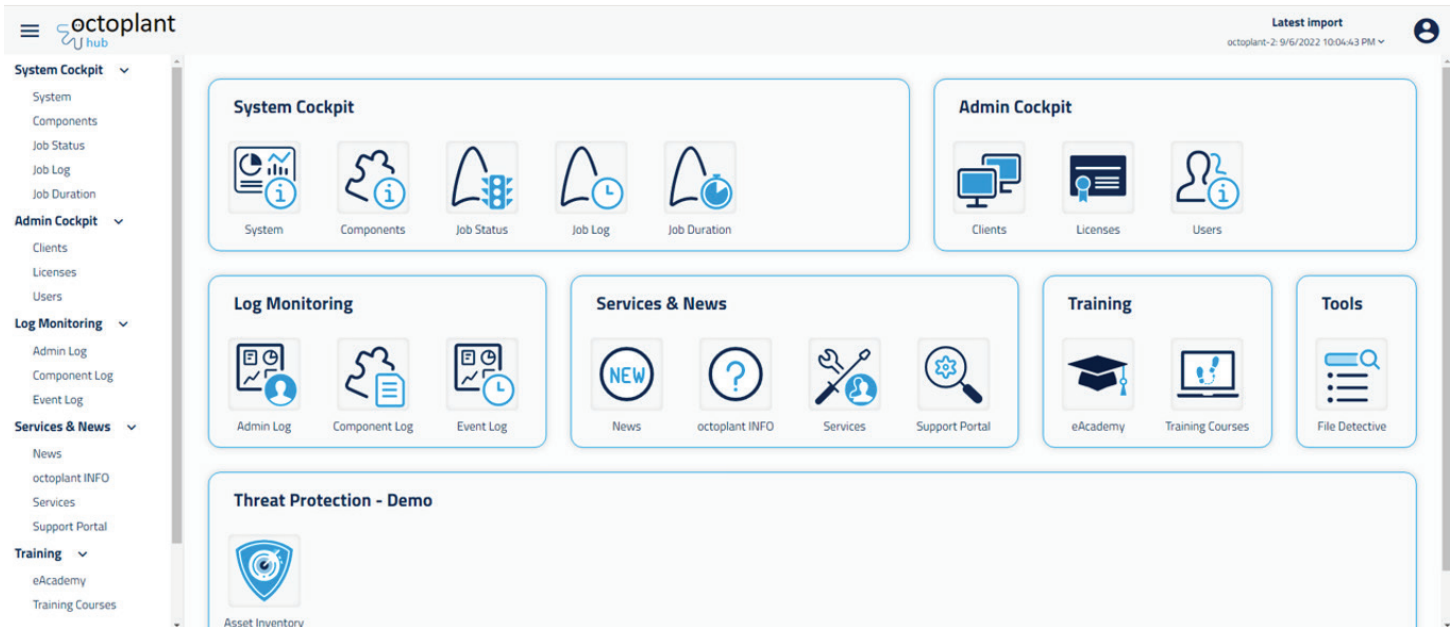 octoplant
hub
Latest import
octoplant-2: 9/6/2022 10:04:43 PM
System Cockpit
System
Components
Job Status
Job Log
Job Duration
Admin Cockpit
Clients
Licenses
Users
Log Monitoring
Admin Log
Component Log
Event Log
Services & News
News
octoplant INFO
Services
Support Portal
Training
eAcademy
Training Courses
System Cockpit
System
Components
Job Status
Job Log
Job Duration
Admin Cockpit
Clients
Licenses
Users
Log Monitoring
Admin Log
Component Log
Event Log
Services & News
NEW
News
octoplant INFO
Services
Support Portal
Training
eAcademy
Training Courses
Tools
File Detective
Threat Protection - Demo
Asset Inventory